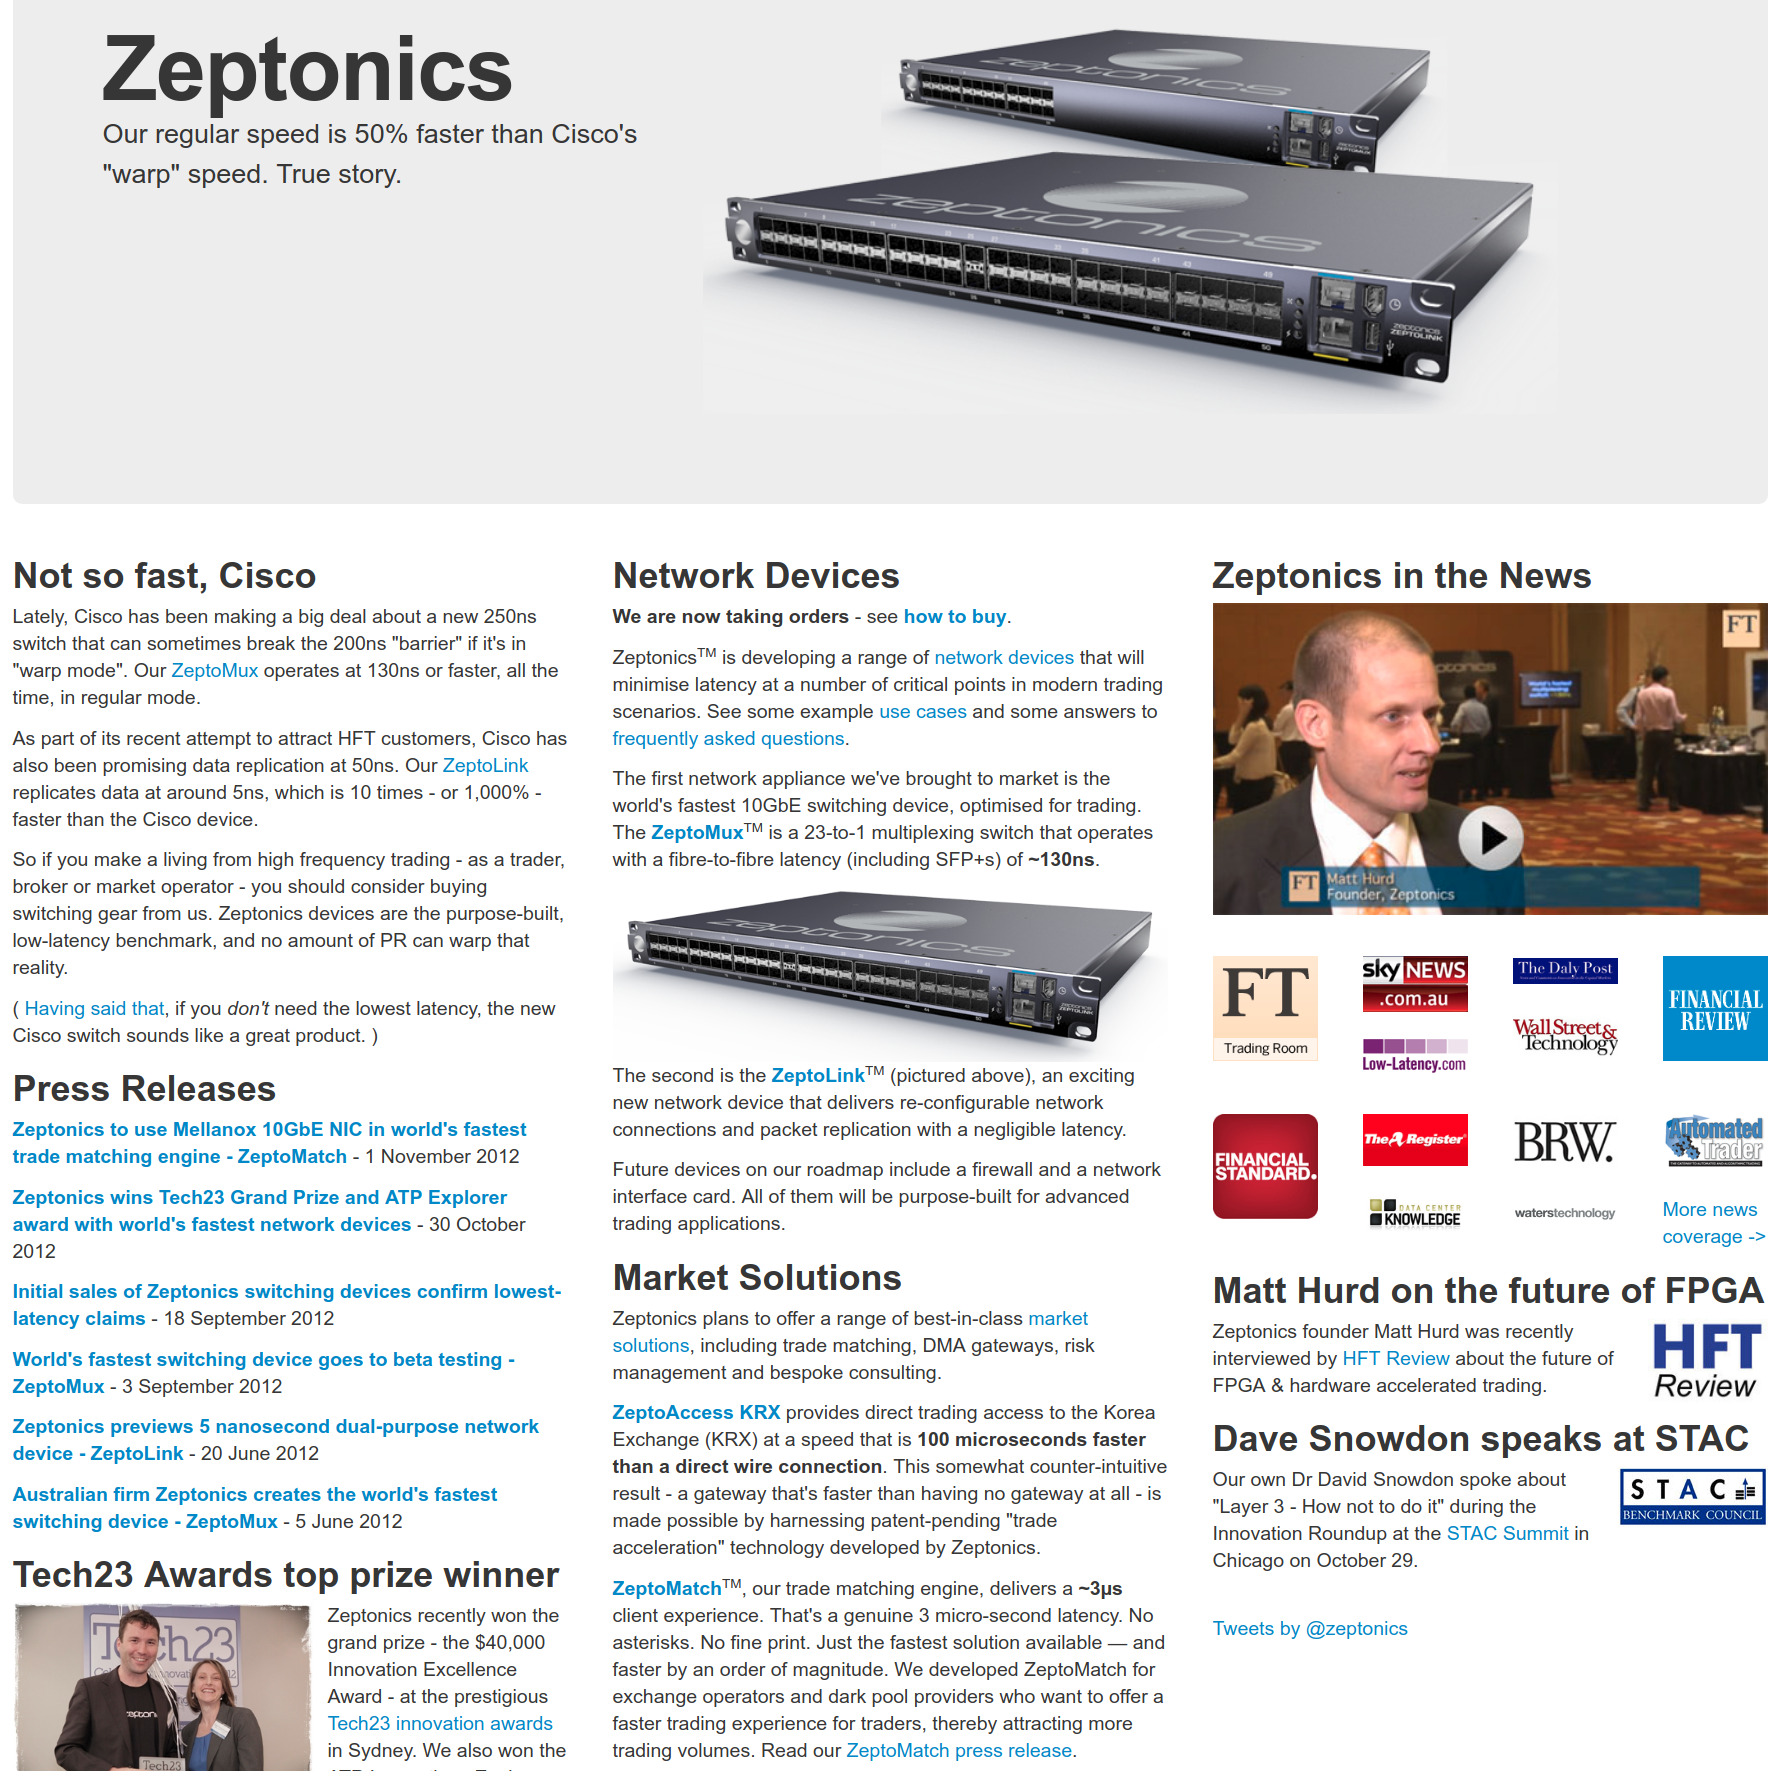 Zeptonics
Our regular speed is 50% faster than Cisco's
"warp" speed. True story.
zeptonics
zeptonics
ZEPTOMUX
zeptonics
zeptonics
ZEPTOLINK
Not so fast, Cisco
Lately, Cisco has been making a big deal about a new 250ns
switch that can sometimes break the 200ns "barrier" if it's in
"warp mode". Our ZeptoMux operates at 130ns or faster, all the
time, in regular mode.
As part of its recent attempt to attract HFT customers, Cisco has
also been promising data replication at 50ns. Our ZeptoLink
replicates data at around 5ns, which is 10 times - or 1,000% -
faster than the Cisco device.
So if you make a living from high frequency trading - as a trader,
broker or market operator - you should consider buying
switching gear from us. Zeptonics devices are the purpose-built,
low-latency benchmark, and no amount of PR can warp that
reality.
( Having said that, if you don't need the lowest latency, the new
Cisco switch sounds like a great product. )
Press Releases
Zeptonics to use Mellanox 10GbE NIC in world's fastest
trade matching engine - ZeptoMatch - 1 November 2012
Zeptonics wins Tech23 Grand Prize and ATP Explorer
award with world's fastest network devices - 30 October
2012
Initial sales of Zeptonics switching devices confirm lowest-
latency claims - 18 September 2012
World's fastest switching device goes to beta testing -
ZeptoMux - 3 September 2012
Zeptonics previews 5 nanosecond dual-purpose network
device - ZeptoLink - 20 June 2012
Australian firm Zeptonics creates the world's fastest
switching device - ZeptoMux - 5 June 2012
Tech23 Awards top prize winner
Tech23
Tech23
Zeptonics recently won the
grand prize - the $40,000
Innovation Excellence
Award - at the prestigious
Tech23 innovation awards
in Sydney. We also won the
Network Devices
We are now taking orders - see how to buy.
Zeptonics™ is developing a range of network devices that will
minimise latency at a number of critical points in modern trading
scenarios. See some example use cases and some answers to
frequently asked questions.
The first network appliance we've brought to market is the
world's fastest 10GbE switching device, optimised for trading.
The ZeptoMux™ is a 23-to-1 multiplexing switch that operates
with a fibre-to-fibre latency (including SFP+s) of ~130ns.
zeptonics
ZEPTOLINK
The second is the ZeptoLink™ (pictured above), an exciting
new network device that delivers re-configurable network
connections and packet replication with a negligible latency.
Future devices on our roadmap include a firewall and a network
interface card. All of them will be purpose-built for advanced
trading applications.
Market Solutions
Zeptonics plans to offer a range of best-in-class market
solutions, including trade matching, DMA gateways, risk
management and bespoke consulting.
ZeptoAccess KRX provides direct trading access to the Korea
Exchange (KRX) at a speed that is 100 microseconds faster
than a direct wire connection. This somewhat counter-intuitive
result - a gateway that's faster than having no gateway at all - is
made possible by harnessing patent-pending "trade
acceleration" technology developed by Zeptonics.
ZeptoMatch™, our trade matching engine, delivers a ~3µs
client experience. That's a genuine 3 micro-second latency. No
asterisks. No fine print. Just the fastest solution available — and
faster by an order of magnitude. We developed ZeptoMatch for
exchange operators and dark pool providers who want to offer a
faster trading experience for traders, thereby attracting more
trading volumes. Read our ZeptoMatch press release.
Zeptonics in the News
FT
FT
Matt Hurd
Founder, Zeptonics
FT
Trading Room
sky NEWS
.com.au
Low-Latency.com
The Daly Post
Wall Street &
Technology
FINANCIAL
REVIEW
FINANCIAL
STANDARD.
The A Register
DATA CENTER
KNOWLEDGE
BRW.
waterstechnology
Automated
Trader
More news
coverage ->
Matt Hurd on the future of FPGA
Zeptonics founder Matt Hurd was recently
interviewed by HFT Review about the future of
FPGA & hardware accelerated trading.
HFT
Review
Dave Snowdon speaks at STAC
Our own Dr David Snowdon spoke about
"Layer 3 - How not to do it" during the
Innovation Roundup at the STAC Summit in
Chicago on October 29.
STAC
BENCHMARK COUNCIL
Tweets by @zeptonics